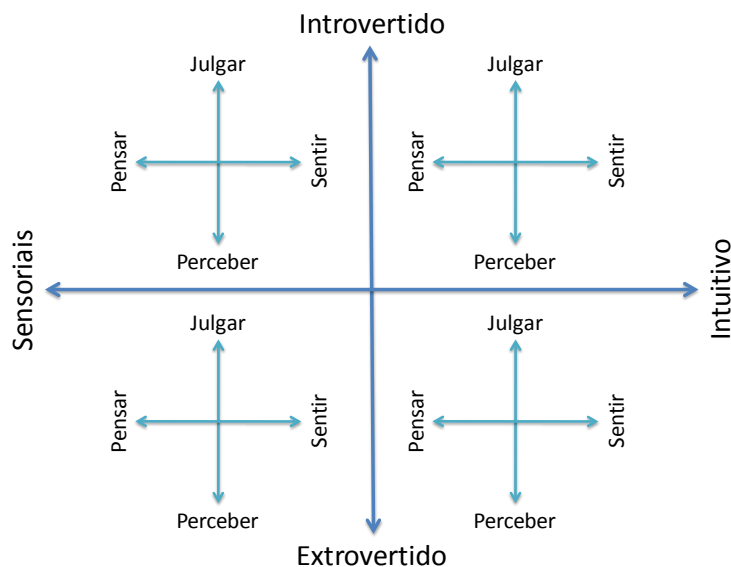 Introvertido
Julgar
Julgar
Pensar
Sentir
Pensar
Sentir
Perceber
Perceber
Sensoriais
Intuitivo
Julgar
Julgar
Pensar
Sentir
Pensar
Sentir
Perceber
Perceber
Extrovertido